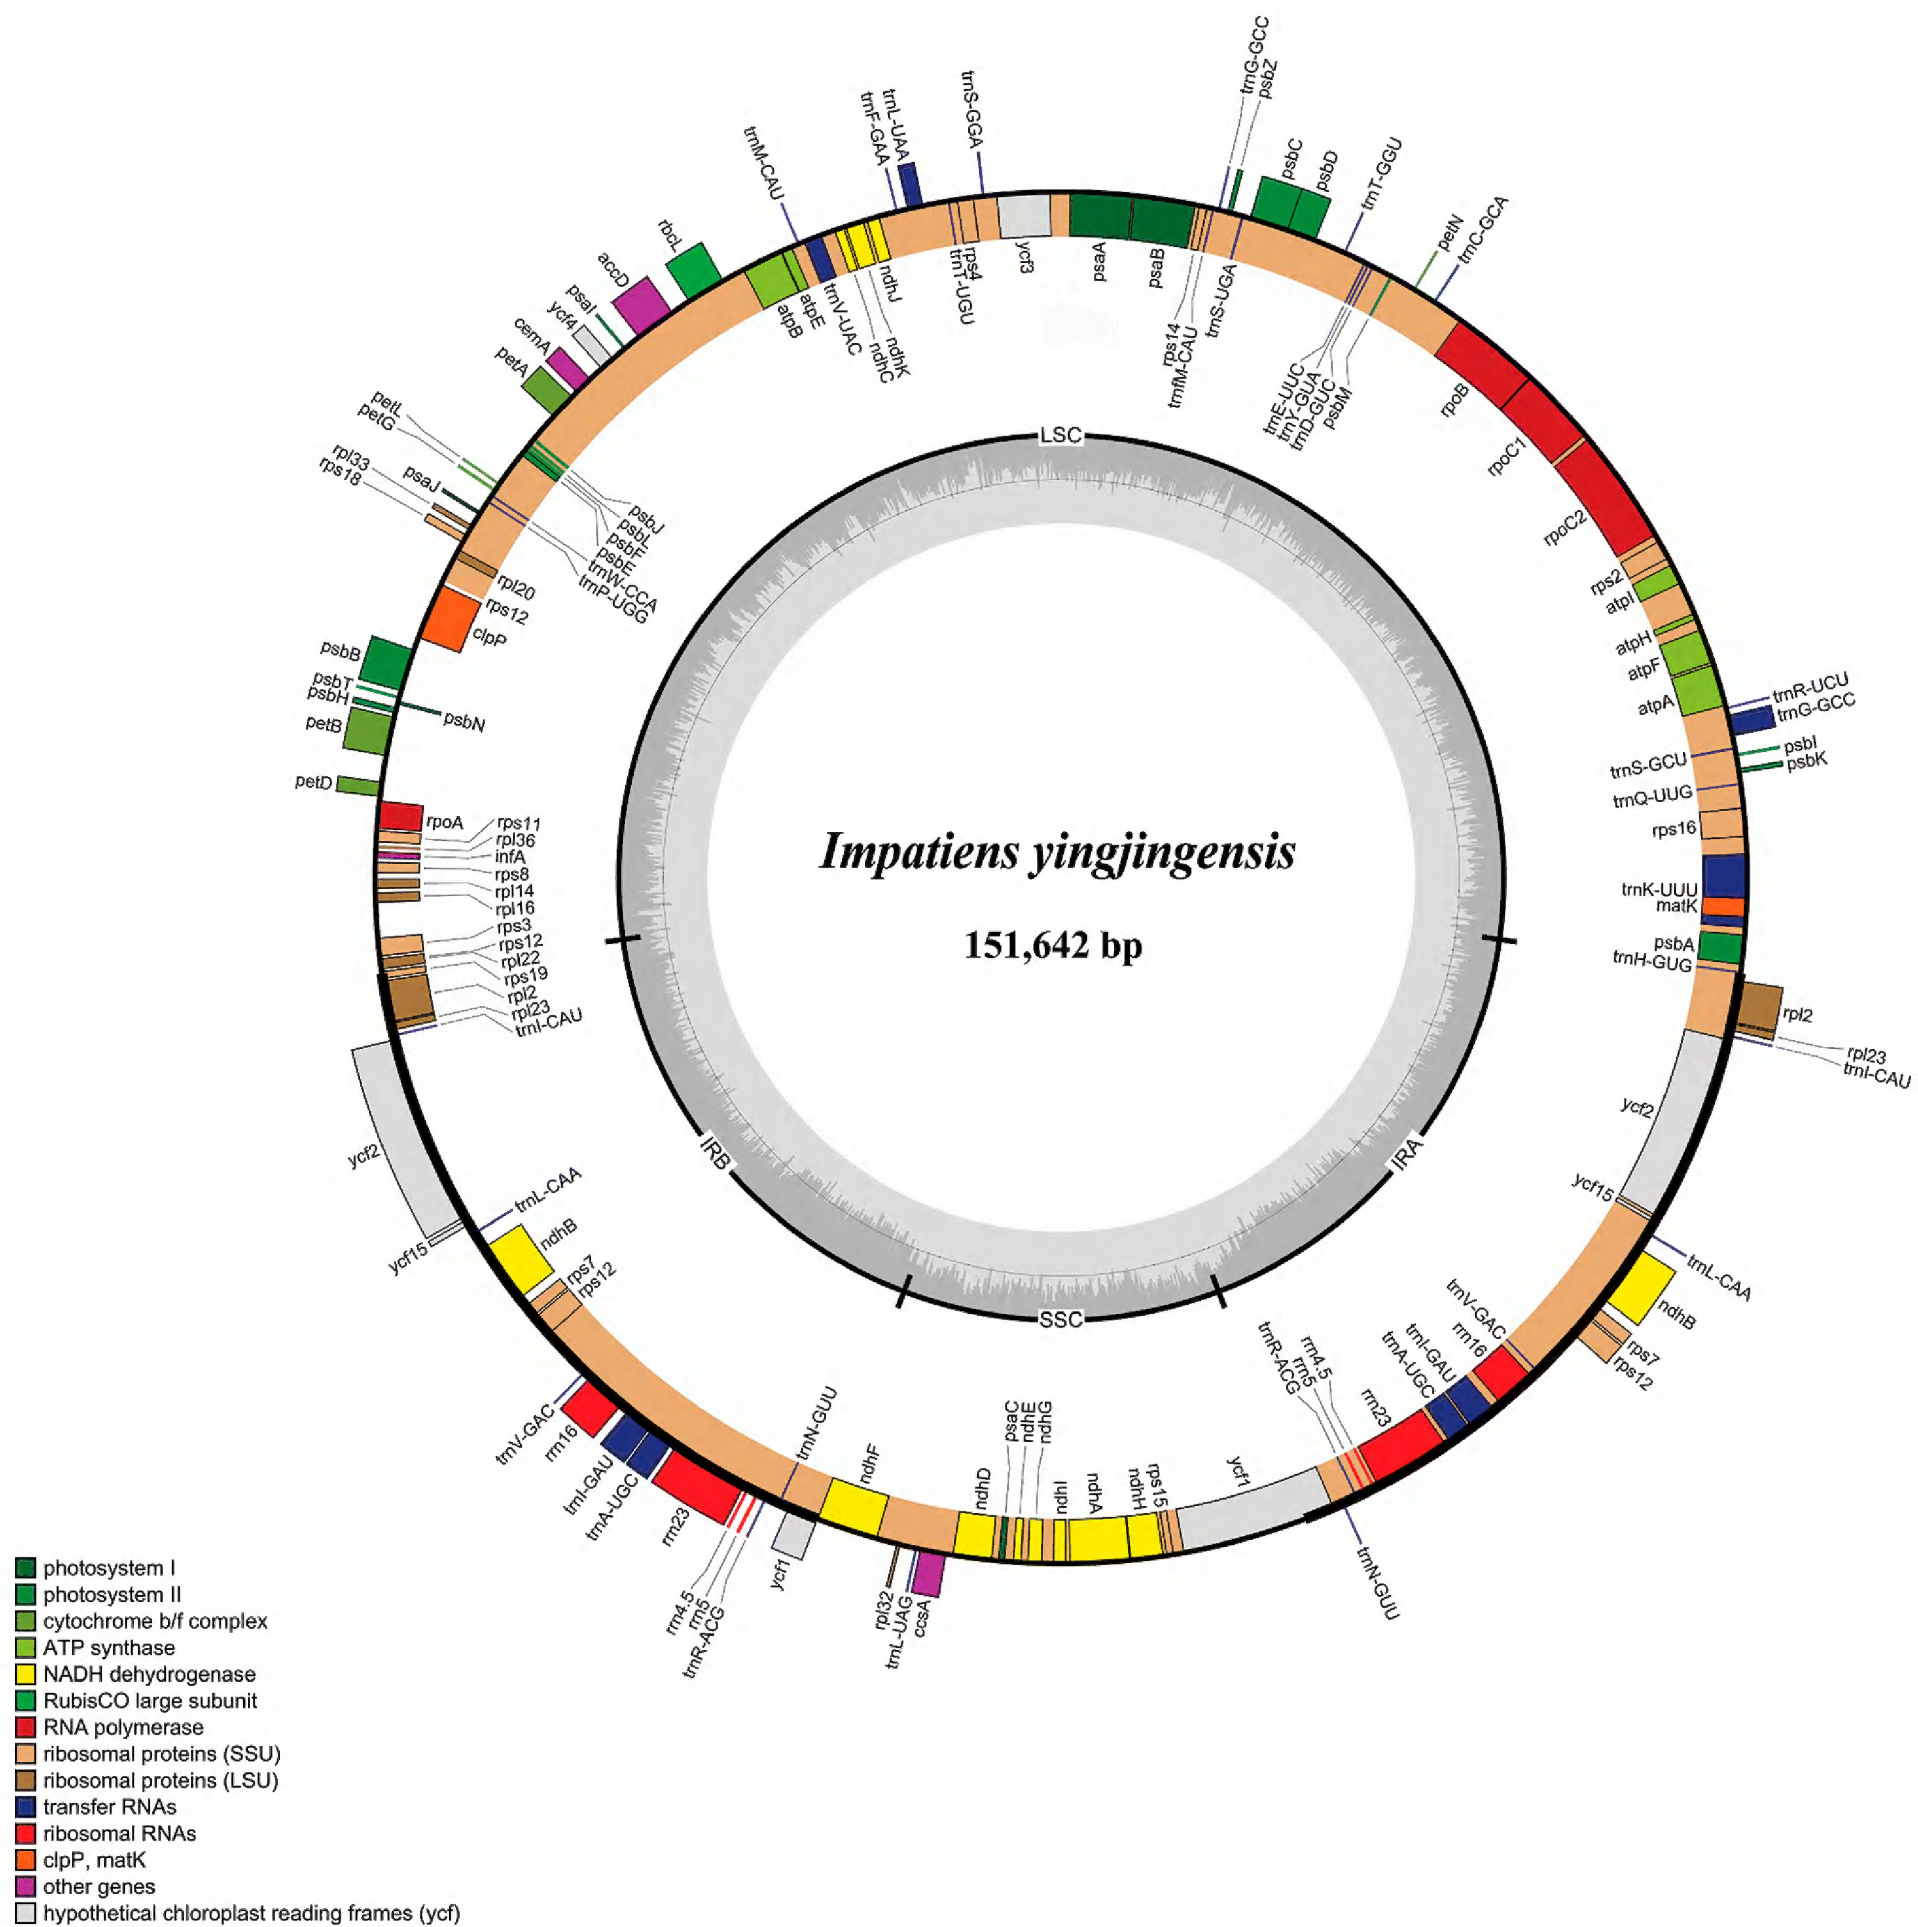 trnG-GCC
psbZ
psbC
psbD
trnT-GGU
petN
trnC-GCA
trnS-GGA
trnL-UAA
trnF-GAA
trnM-CAU
rbcL
accD
psaI
ycf4
cemA
petA
petL
petG
psaJ
rpl33
rps18
psbB
psbT
psbH
petB
petD
psaA
psaB
ycf3
rps4
trnT-UGU
ndhJ
ndhK
ndhC
trnV-UAC
atpE
atpB
rps14
trnfM-CAU
trnS-UGA
trnE-UUC
trnY-GUA
trnD-GUC
psbM
rpoB
rpoC1
rpoC2
rps2
atpI
atpH
atpF
atpA
trnR-UCU
trnG-GCC
psbI
psbK
trnS-GCU
trnQ-UUG
rps16
trnK-UUU
matK
psbA
trnH-GUG
psbJ
psbL
psbF
psbE
trnW-CCA
trnP-UGG
rpl20
rps12
clpP
psbN
rpoA
rps11
rpl36
infA
rps8
rpl14
rpl16
rps3
rps12
rpl22
rps19
rpl2
rpl23
trnI-CAU
LSC
Impatiens yingjingensis
151,642 bp
IRB
IRA
SSC
rpl2
rpl23
trnI-CAU
ycf2
ycf15
trnL-CAA
ndhB
rps7
rps12
trnV-GAC
rrn16
trnI-GAU
trnA-UGC
rrn23
rrn4.5
rrn5
trnR-ACG
trnN-GUU
ycf1
rps15
ndhH
ndhA
ndhI
ndhG
ndhE
psaC
ndhD
ccsA
trnL-UAG
rpl32
ndhF
ycf1
trnN-GUU
trnR-ACG
rrn5
rrn4.5
rrn23
trnA-UGC
trnI-GAU
rrn16
trnV-GAC
rps12
rps7
ndhB
trnL-CAA
ycf15
ycf2
photosystem I
photosystem II
cytochrome b/f complex
ATP synthase
NADH dehydrogenase
RubisCO large subunit
RNA polymerase
ribosomal proteins (SSU)
ribosomal proteins (LSU)
transfer RNAs
ribosomal RNAs
clpP, matK
other genes
hypothetical chloroplast reading frames (ycf)